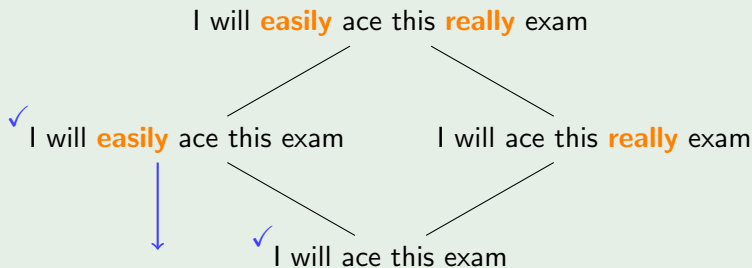 I will easily ace this really exam
I will easily ace this exam
I will ace this really exam
I will ace this exam